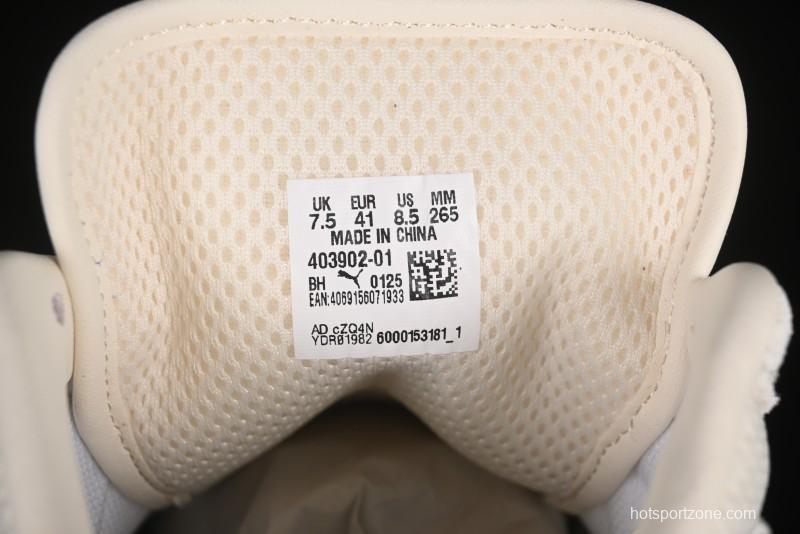 UK EUR US MM
7.5 41 8.5 265
MADE IN CHINA
403902-01
BH 0125
EAN:4069156071933
AD cZQ4N
YDR01982 6000153181_1
hotsportzone.com